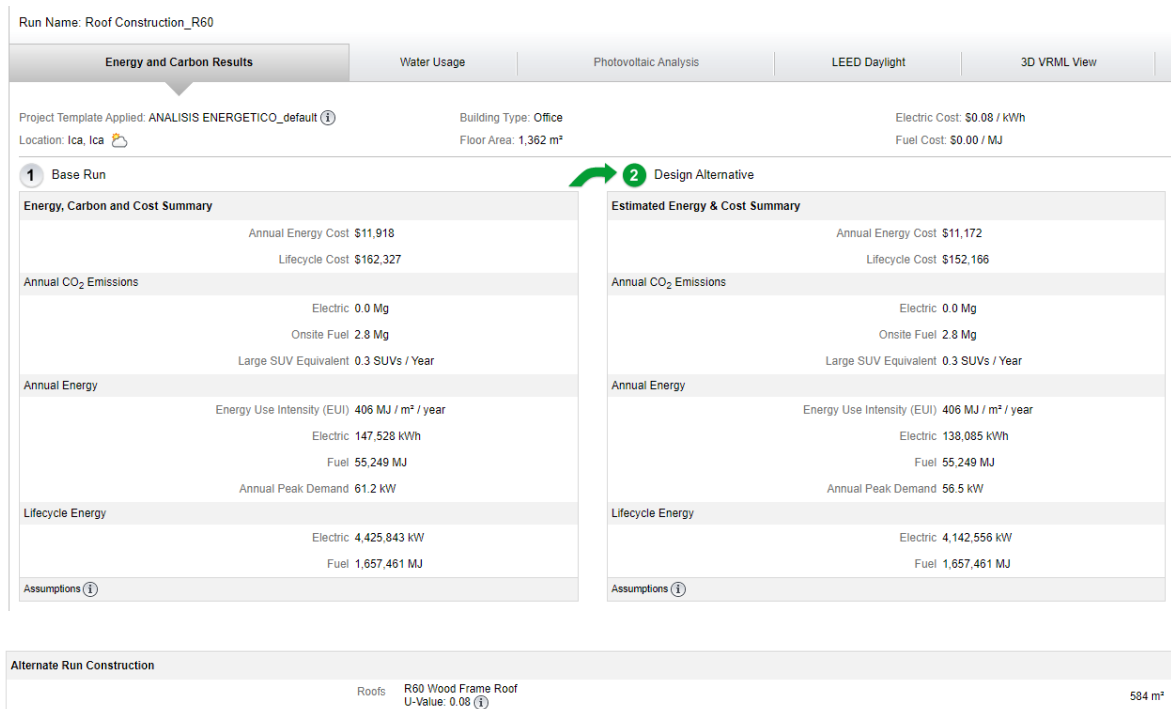 Run Name: Roof Construction_R60
Energy and Carbon Results Water Usage Photovoltaic Analysis LEED Daylight 3D VRML View
Project Template Applied: ANALISIS ENERGETICO_default i Building Type: Office Electric Cost: $0.08 / kWh
Location: Ica, Ica Floor Area: 1,362 m² Fuel Cost: $0.00 / MJ
1 Base Run
Energy, Carbon and Cost Summary
Annual Energy Cost $11,918
Lifecycle Cost $162,327
Annual CO₂ Emissions
Electric 0.0 Mg
Onsite Fuel 2.8 Mg
Large SUV Equivalent 0.3 SUVs / Year
Annual Energy
Energy Use Intensity (EUI) 406 MJ / m² / year
Electric 147,528 kWh
Fuel 55,249 MJ
Annual Peak Demand 61.2 kW
Lifecycle Energy
Electric 4,425,843 kW
Fuel 1,657,461 MJ
Assumptions i
2 Design Alternative
Estimated Energy & Cost Summary
Annual Energy Cost $11,172
Lifecycle Cost $152,166
Annual CO₂ Emissions
Electric 0.0 Mg
Onsite Fuel 2.8 Mg
Large SUV Equivalent 0.3 SUVs / Year
Annual Energy
Energy Use Intensity (EUI) 406 MJ / m² / year
Electric 138,085 kWh
Fuel 55,249 MJ
Annual Peak Demand 56.5 kW
Lifecycle Energy
Electric 4,142,556 kW
Fuel 1,657,461 MJ
Assumptions i
Alternate Run Construction
Roofs R60 Wood Frame Roof 584 m²
U-Value: 0.08 i